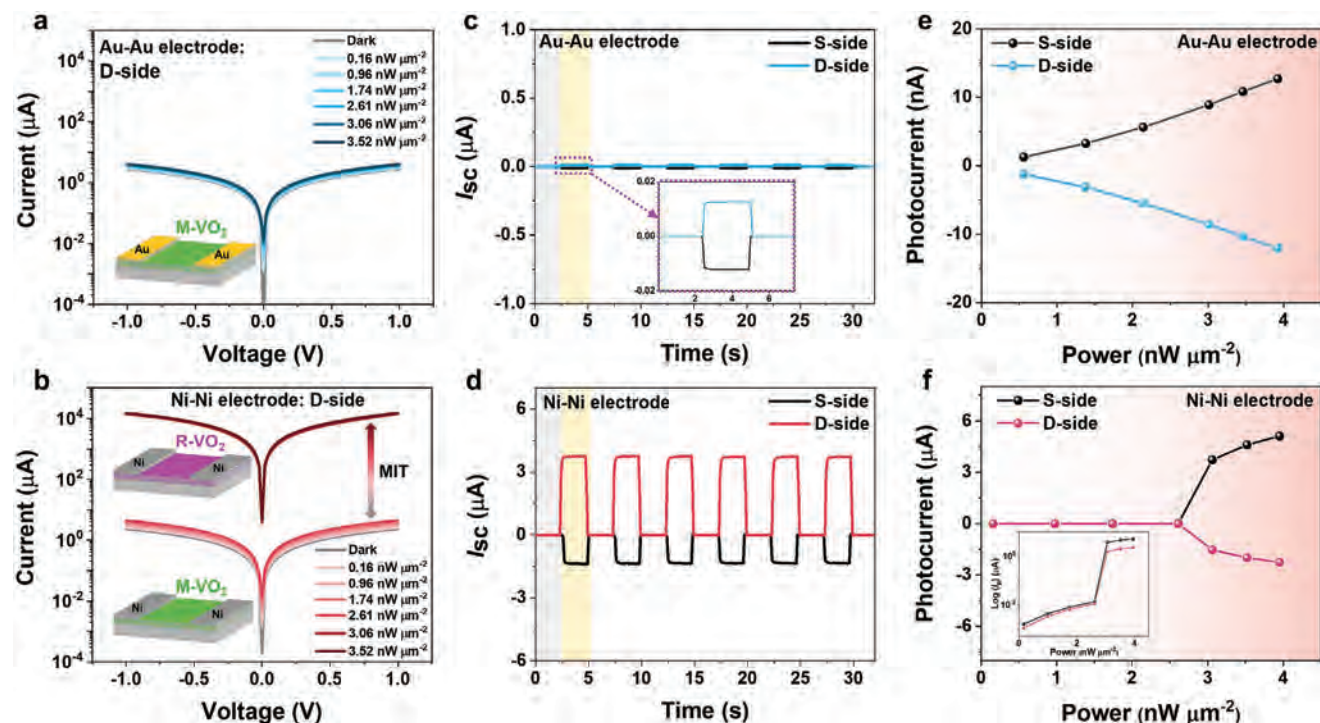 a
Au-Au electrode:
D-side
Dark
0.16 nW μm⁻²
0.96 nW μm⁻²
1.74 nW μm⁻²
2.61 nW μm⁻²
3.06 nW μm⁻²
3.52 nW μm⁻²
M-VO₂
Au
Au
Current (μA)
10⁴
10²
10⁰
10⁻²
10⁻⁴
-1.0 -0.5 0.0 0.5 1.0
Voltage (V)
c
Au-Au electrode
S-side
D-side
Isc (μA)
1.0
0.5
0.0
-0.5
-1.0
0.02
0.00
-0.02
2 4 6
0 5 10 15 20 25 30
Time (s)
e
S-side
D-side
Au-Au electrode
Photocurrent (nA)
20
10
0
-10
-20
0 1 2 3 4
Power (nW μm⁻²)
b
Ni-Ni electrode: D-side
R-VO₂
Ni
Ni
MIT
M-VO₂
Ni
Ni
Dark
0.16 nW μm⁻²
0.96 nW μm⁻²
1.74 nW μm⁻²
2.61 nW μm⁻²
3.06 nW μm⁻²
3.52 nW μm⁻²
Current (μA)
10⁴
10²
10⁰
10⁻²
10⁻⁴
-1.0 -0.5 0.0 0.5 1.0
Voltage (V)
d
Ni-Ni electrode
S-side
D-side
Isc (μA)
6
3
0
-3
-6
0 5 10 15 20 25 30
Time (s)
f
S-side
D-side
Ni-Ni electrode
Photocurrent (μA)
6
3
0
-3
-6
10⁰
0 2 4
Power (nW μm⁻²)
0 1 2 3 4
Power (nW μm⁻²)